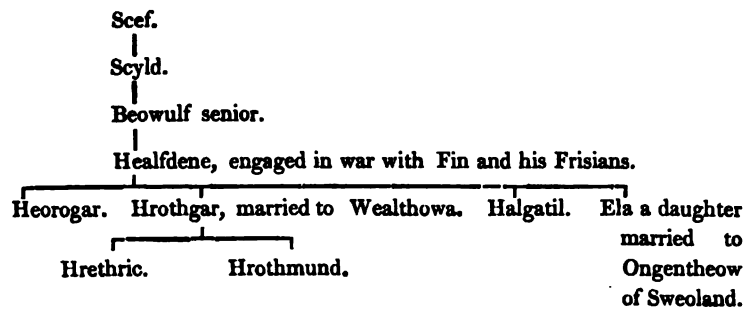 Scef.
Scyld.
Beowulf senior.
Healfdene, engaged in war with Fin and his Frisians.
Heorogar. Hrothgar, married to Wealthowa. Halgatil. Ela a daughter
married to
Ongentheow
of Sweoland.
Hrethric. Hrothmund.